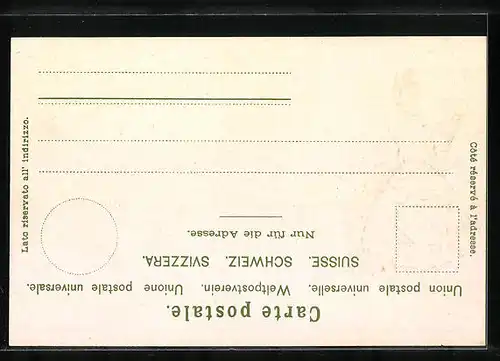 Carte postale.
Union postale universelle. Weltpostverein. Unione postale universale.
SUISSE. SCHWEIZ. SVIZZERA.
Nur für die Adresse.
Côté réservé à l'adresse.
Lato riservato all' indirizzo.